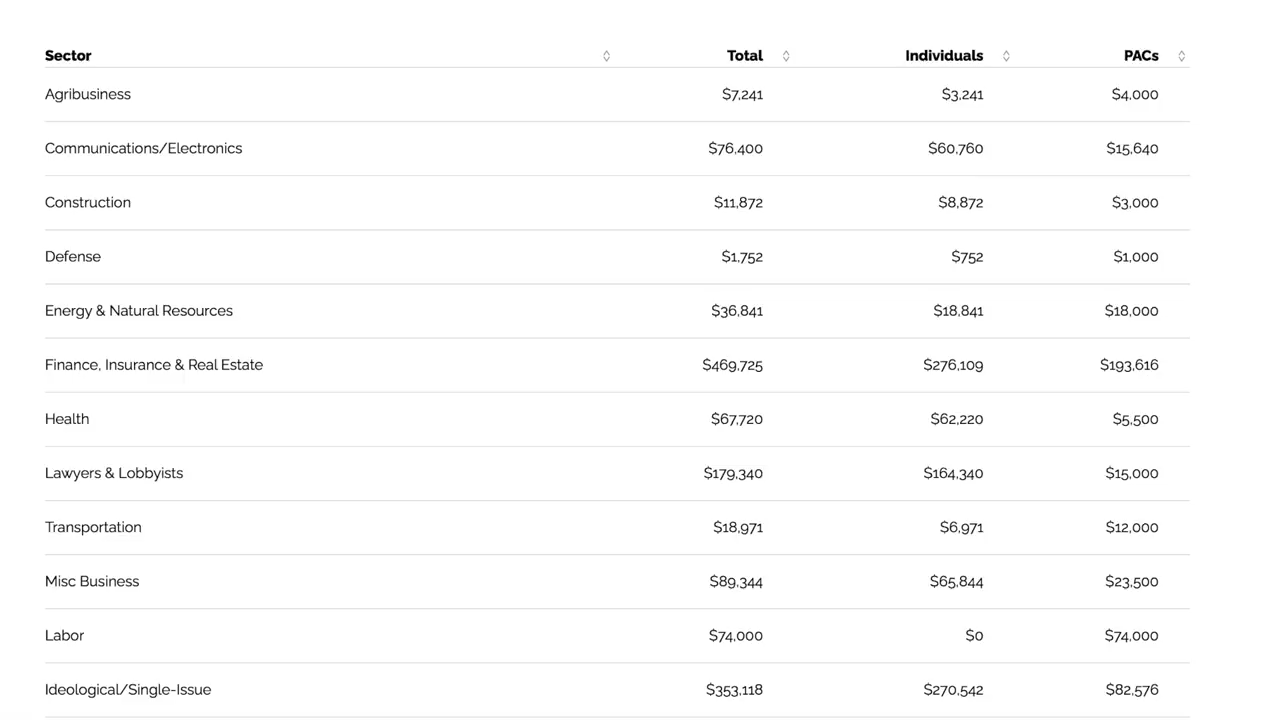 Sector Total Individuals PACs
Agribusiness $7,241 $3,241 $4,000
Communications/Electronics $76,400 $60,760 $15,640
Construction $11,872 $8,872 $3,000
Defense $1,752 $752 $1,000
Energy & Natural Resources $36,841 $18,841 $18,000
Finance, Insurance & Real Estate $469,725 $276,109 $193,616
Health $67,720 $62,220 $5,500
Lawyers & Lobbyists $179,340 $164,340 $15,000
Transportation $18,971 $6,971 $12,000
Misc Business $89,344 $65,844 $23,500
Labor $74,000 $0 $74,000
Ideological/Single-Issue $353,118 $270,542 $82,576